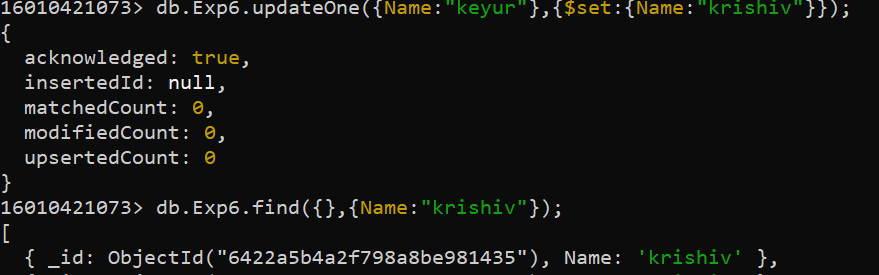 16010421073> db.Exp6.updateOne({Name:"keyur"},{$set:{Name:"krishiv"}});
{
  acknowledged: true,
  insertedId: null,
  matchedCount: 0,
  modifiedCount: 0,
  upsertedCount: 0
}
16010421073> db.Exp6.find({},{Name:"krishiv"});
[
  { _id: ObjectId("6422a5b4a2f798a8be981435"), Name: 'krishiv' },